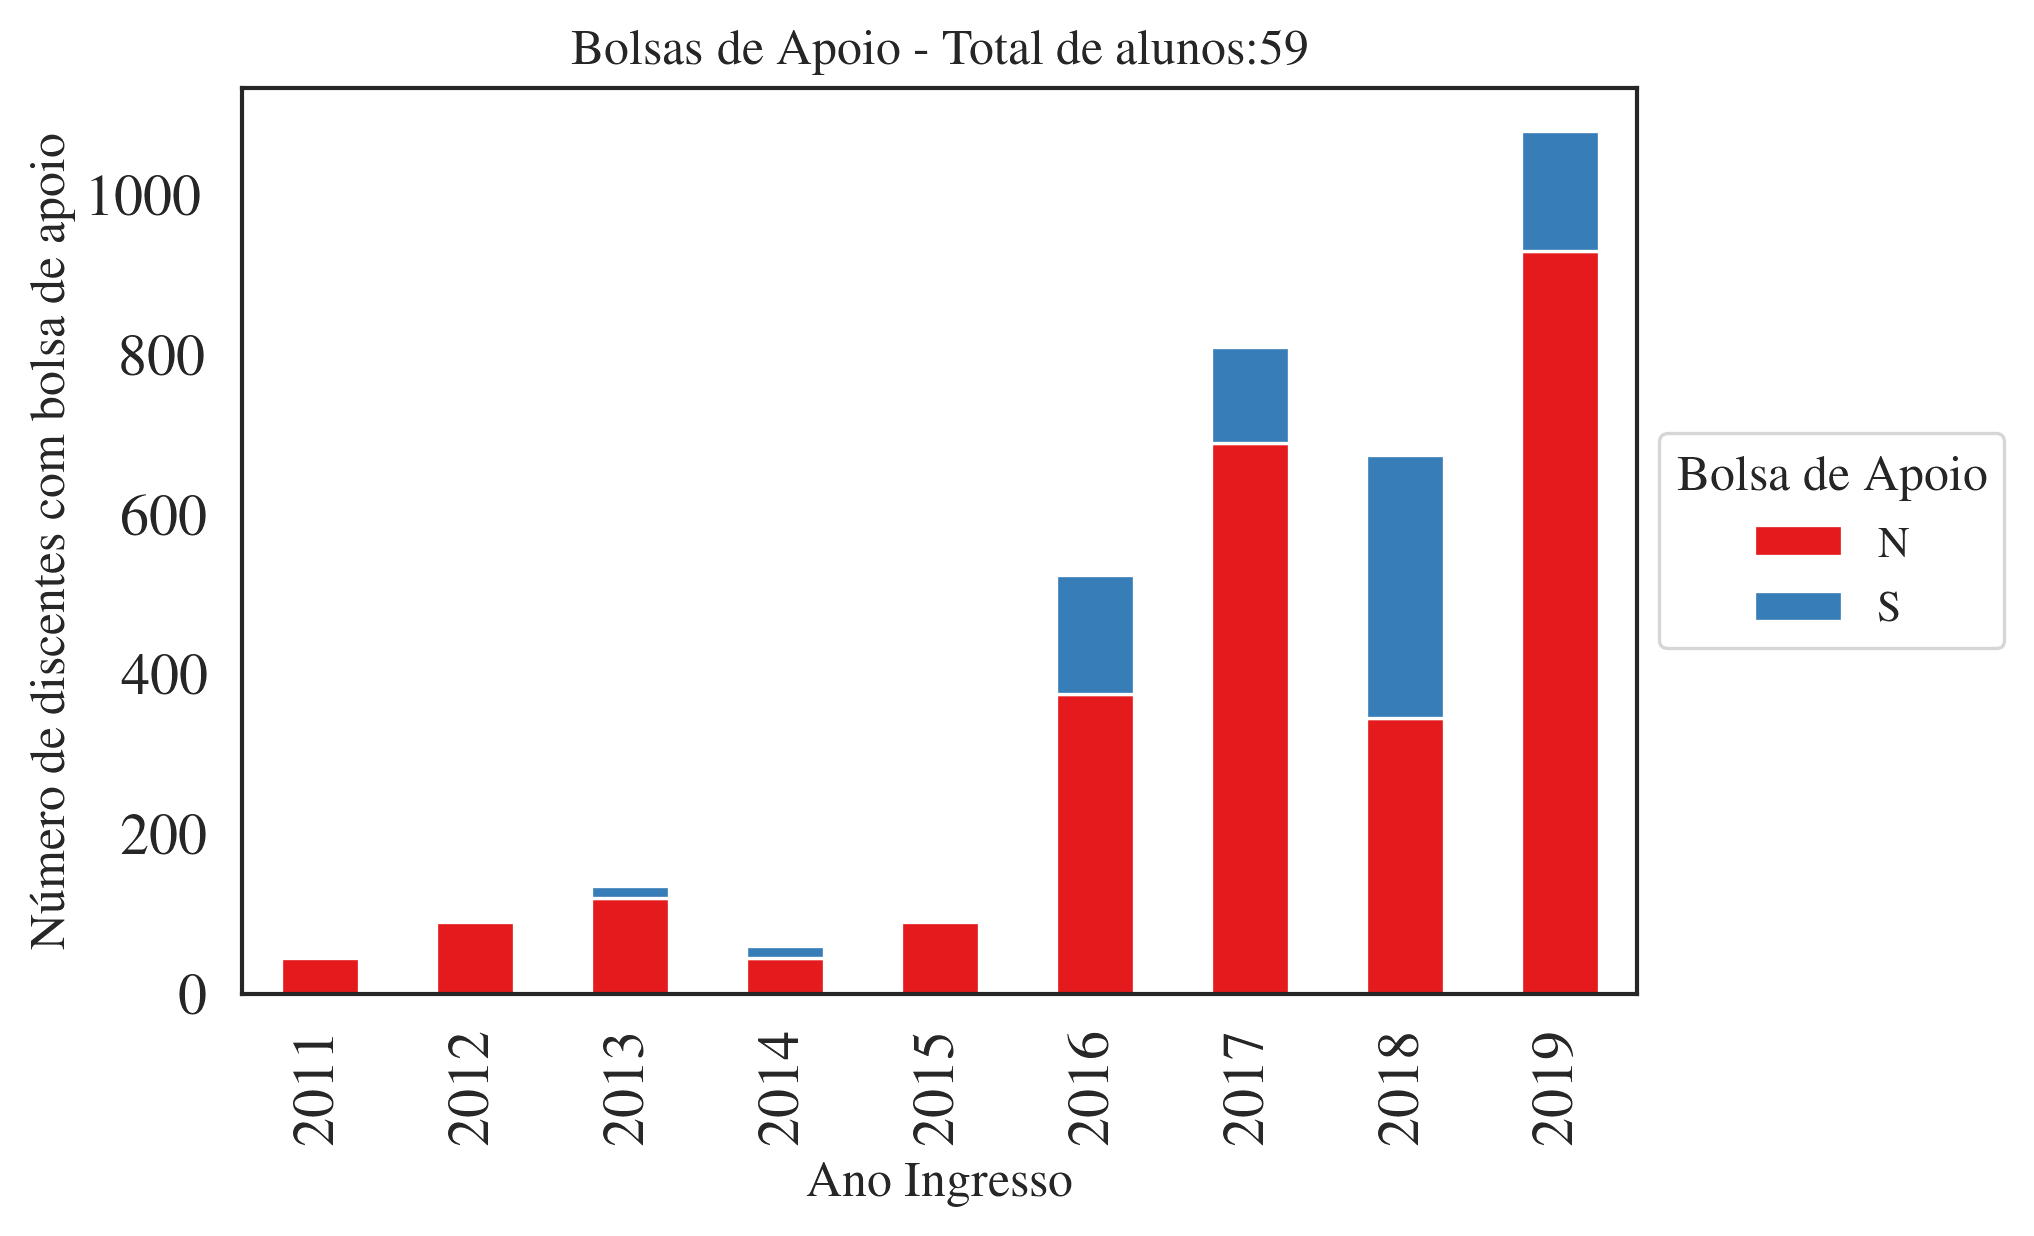 Bolsas de Apoio - Total de alunos:59
Número de discentes com bolsa de apoio
1000
800
600
400
200
0
2011
2012
2013
2014
2015
2016
2017
2018
2019
Ano Ingresso
Bolsa de Apoio
N
S